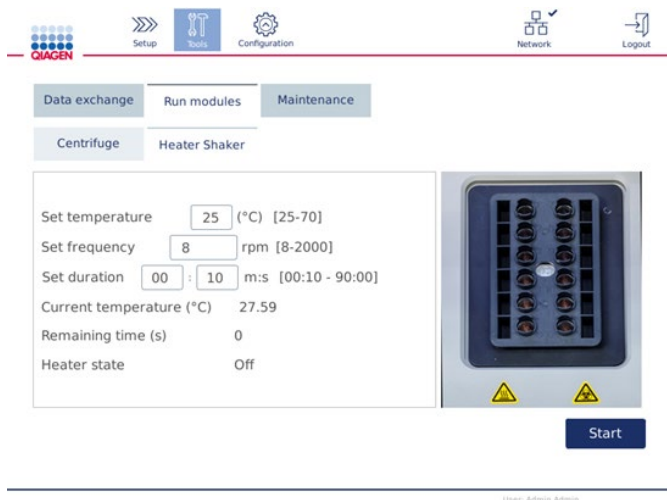 QIAGEN
Setup
Tools
Configuration
Network
Logout
Data exchange Run modules Maintenance
Centrifuge Heater Shaker
Set temperature 25 (°C) [25-70]
Set frequency 8 rpm [8-2000]
Set duration 00 : 10 m:s [00:10 - 90:00]
Current temperature (°C) 27.59
Remaining time (s) 0
Heater state Off
Start
User: Admin Admin